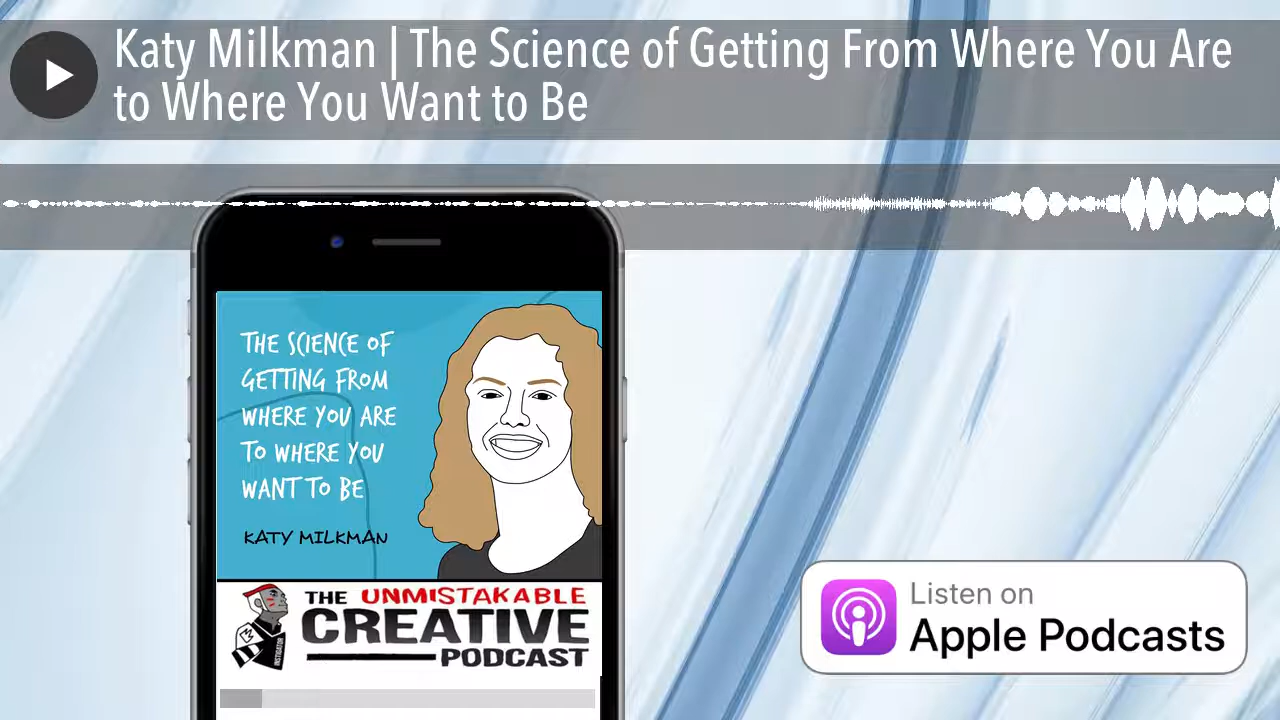 Katy Milkman | The Science of Getting From Where You Are
to Where You Want to Be
THE SCIENCE OF
GETTING FROM
WHERE YOU ARE
TO WHERE YOU
WANT TO BE
KATY MILKMAN
THE UNMISTAKABLE
CREATIVE
PODCAST
INSTIGATOR
Listen on
Apple Podcasts